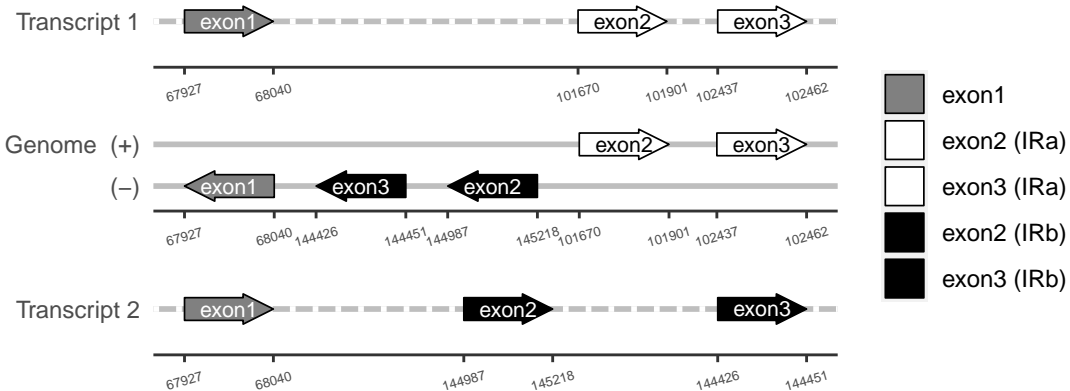 Transcript 1 exon1 exon2 exon3
67927 68040 101670 101901 102437 102462
Genome (+) exon2 exon3
(–) exon1 exon3 exon2
67927 68040 144426 144451 144987 145218 101670 101901 102437 102462
Transcript 2 exon1 exon2 exon3
67927 68040 144987 145218 144426 144451
exon1
exon2 (IRa)
exon3 (IRa)
exon2 (IRb)
exon3 (IRb)